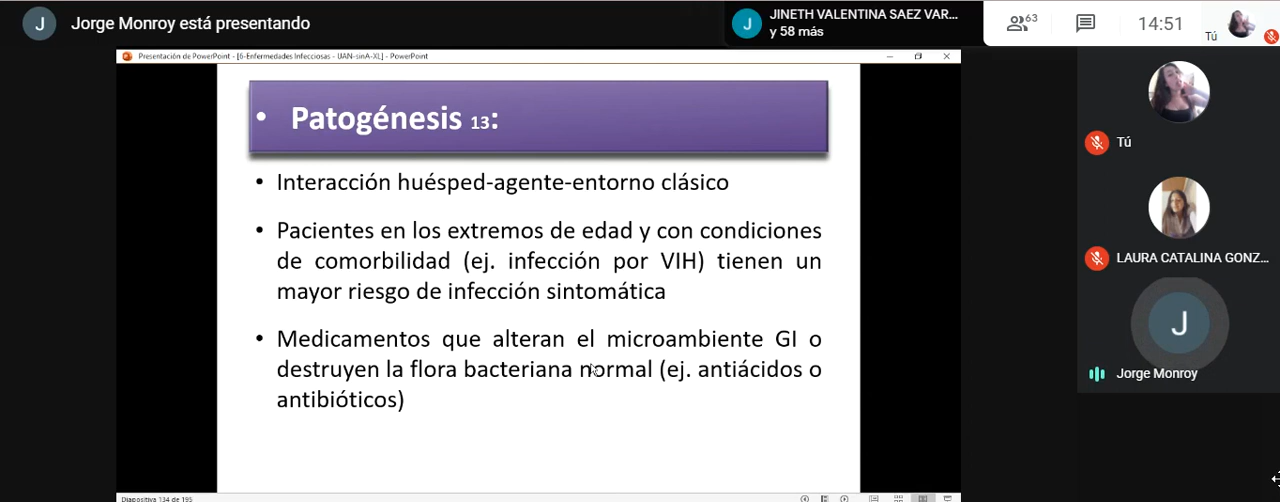 J
Jorge Monroy está presentando
J
JINETH VALENTINA SAEZ VAR...
y 58 más
63
14:51
Tú
Presentación de PowerPoint - [6-Enfermedades Infecciosas - UAN-sinA-XL] - PowerPoint
• Patogénesis 13:
• Interacción huésped-agente-entorno clásico
• Pacientes en los extremos de edad y con condiciones
de comorbilidad (ej. infección por VIH) tienen un
mayor riesgo de infección sintomática
• Medicamentos que alteran el microambiente GI o
destruyen la flora bacteriana normal (ej. antiácidos o
antibióticos)
Diapositiva 134 de 195
Tú
LAURA CATALINA GONZ...
J
Jorge Monroy